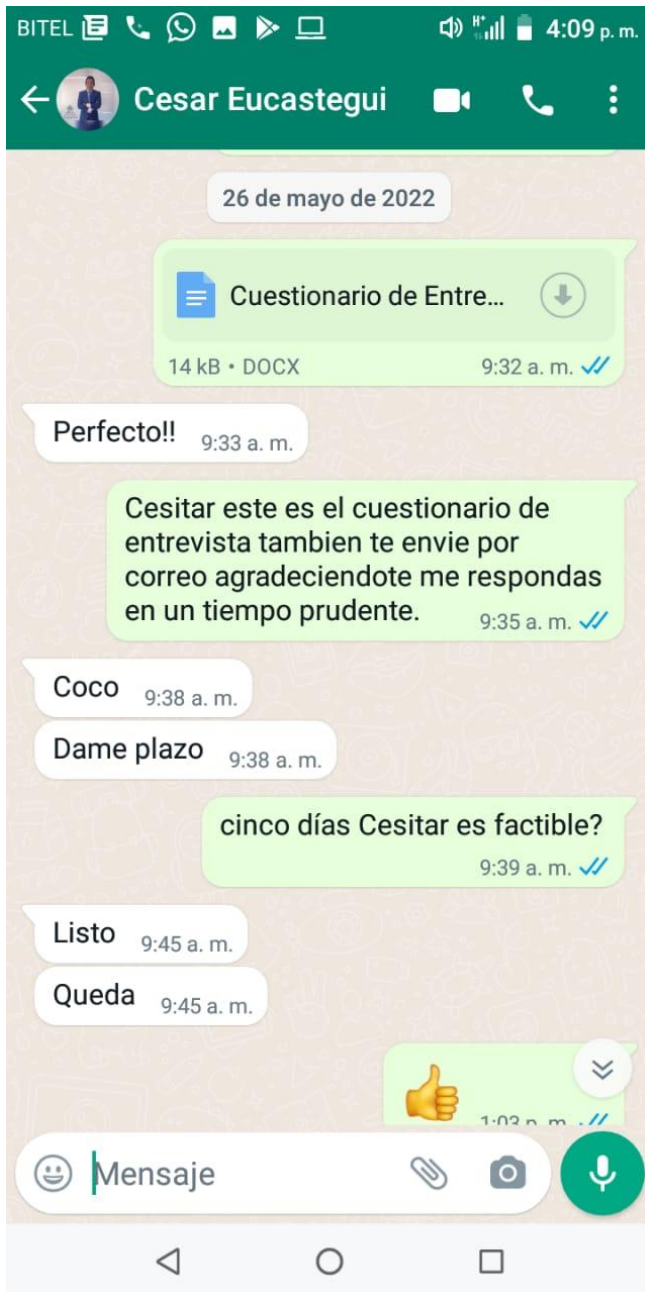 BITEL 4:09 p. m.
Cesar Eucastegui
26 de mayo de 2022
Cuestionario de Entre...
14 kB • DOCX 9:32 a. m.
Perfecto!! 9:33 a. m.
Cesitar este es el cuestionario de
entrevista tambien te envie por
correo agradeciendote me respondas
en un tiempo prudente. 9:35 a. m.
Coco 9:38 a. m.
Dame plazo 9:38 a. m.
cinco días Cesitar es factible?
9:39 a. m.
Listo 9:45 a. m.
Queda 9:45 a. m.
1:03 p. m.
Mensaje